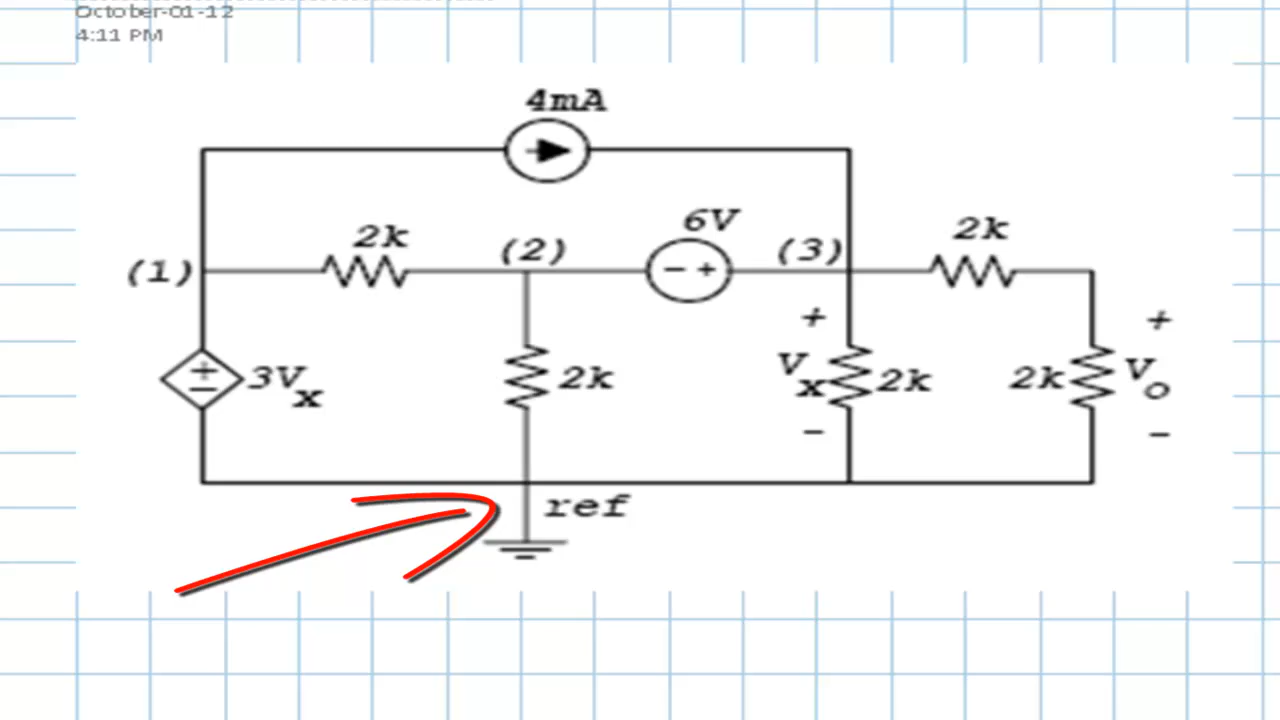 October-01-12
4:11 PM
4mA
2k
(2)
6V
(3)
2k
(1)
+
- +
+
+
-
3Vx
2k
Vx
2k
2k
Vo
-
-
ref